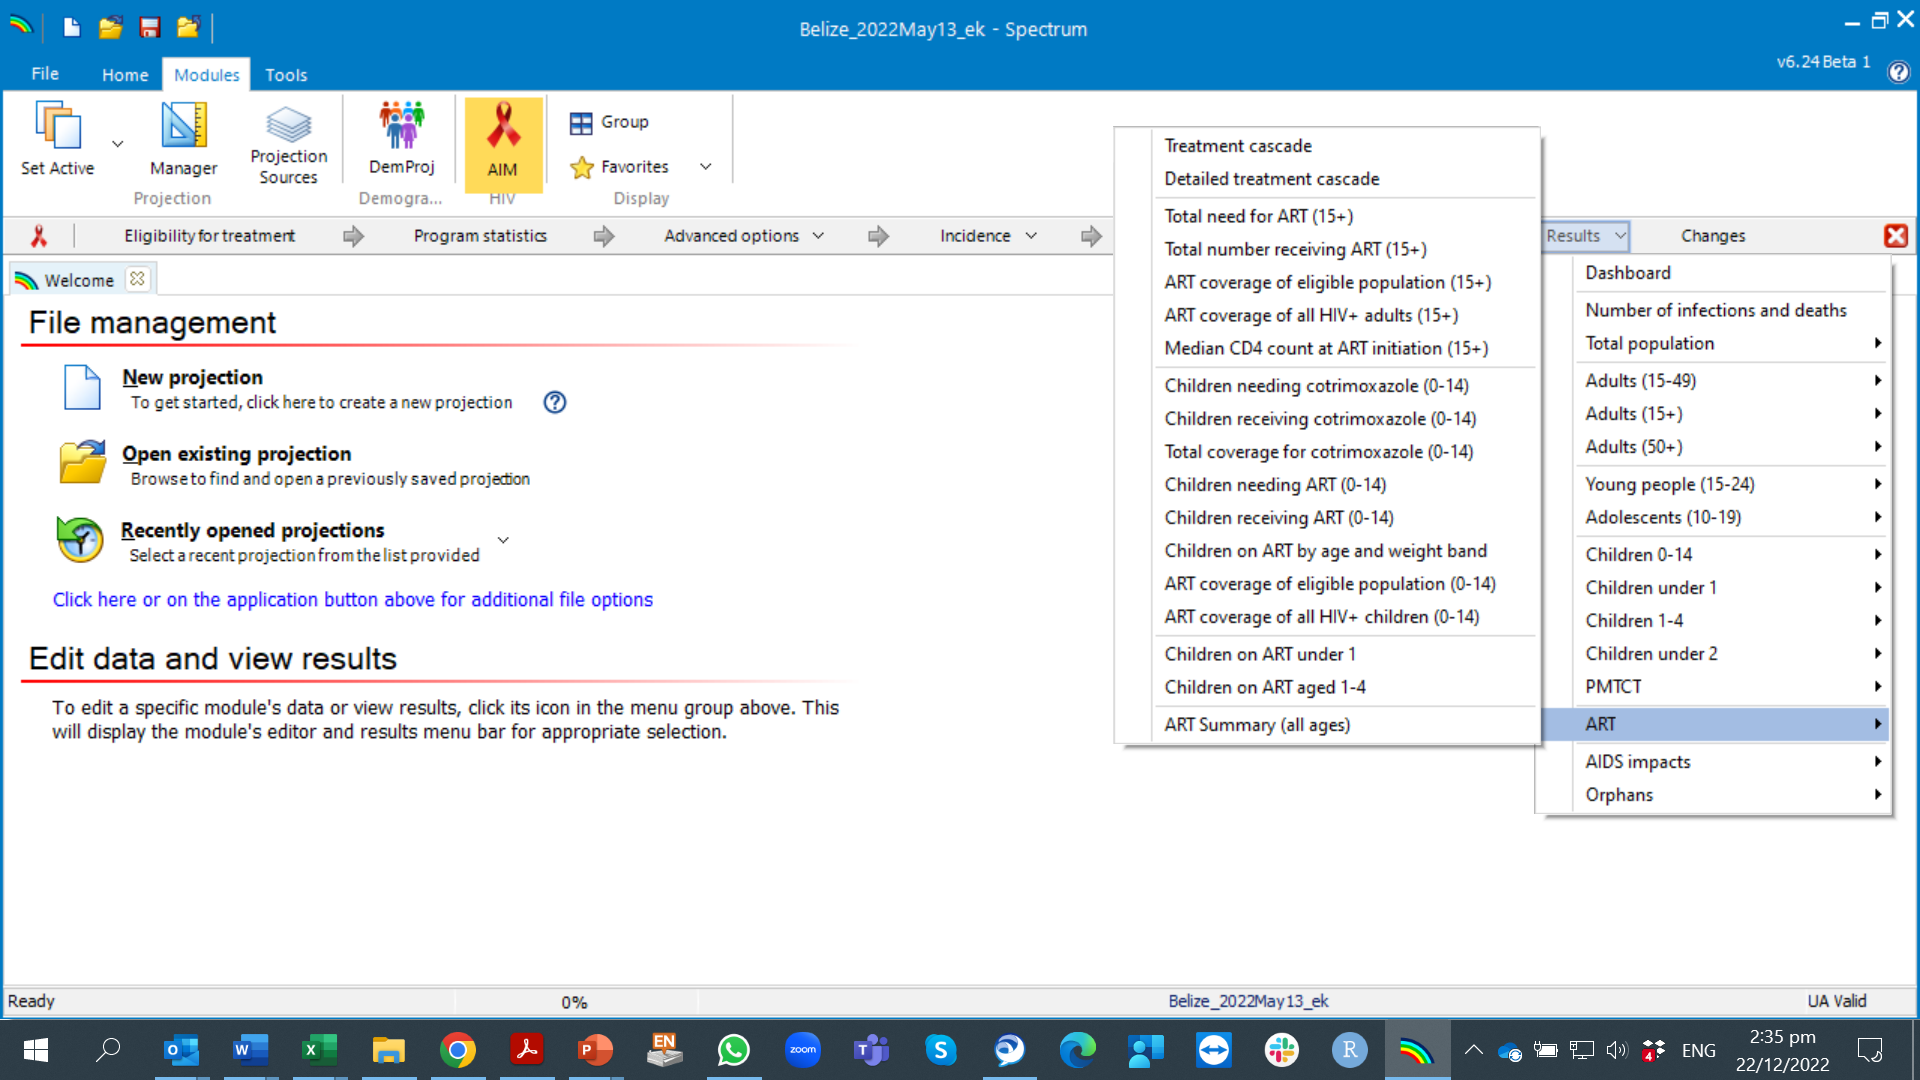 Belize_2022May13_ek - Spectrum
File
Home
Modules
Tools
v6.24 Beta 1
Set Active
Manager
Projection
Sources
Projection
DemProj
Demogra...
AIM
HIV
Group
Favorites
Display
Eligibility for treatment
Program statistics
Advanced options
Incidence
Results
Changes
Welcome
File management
New projection
To get started, click here to create a new projection
Open existing projection
Browse to find and open a previously saved projection
Recently opened projections
Select a recent projection from the list provided
Click here or on the application button above for additional file options
Edit data and view results
To edit a specific module's data or view results, click its icon in the menu group above. This
will display the module's editor and results menu bar for appropriate selection.
Treatment cascade
Detailed treatment cascade
Total need for ART (15+)
Total number receiving ART (15+)
ART coverage of eligible population (15+)
ART coverage of all HIV+ adults (15+)
Median CD4 count at ART initiation (15+)
Children needing cotrimoxazole (0-14)
Children receiving cotrimoxazole (0-14)
Total coverage for cotrimoxazole (0-14)
Children needing ART (0-14)
Children receiving ART (0-14)
Children on ART by age and weight band
ART coverage of eligible population (0-14)
ART coverage of all HIV+ children (0-14)
Children on ART under 1
Children on ART aged 1-4
ART Summary (all ages)
Dashboard
Number of infections and deaths
Total population
Adults (15-49)
Adults (15+)
Adults (50+)
Young people (15-24)
Adolescents (10-19)
Children 0-14
Children under 1
Children 1-4
Children under 2
PMTCT
ART
AIDS impacts
Orphans
Ready
0%
Belize_2022May13_ek
UA Valid
EN
zoom
4
ENG
2:35 pm
22/12/2022